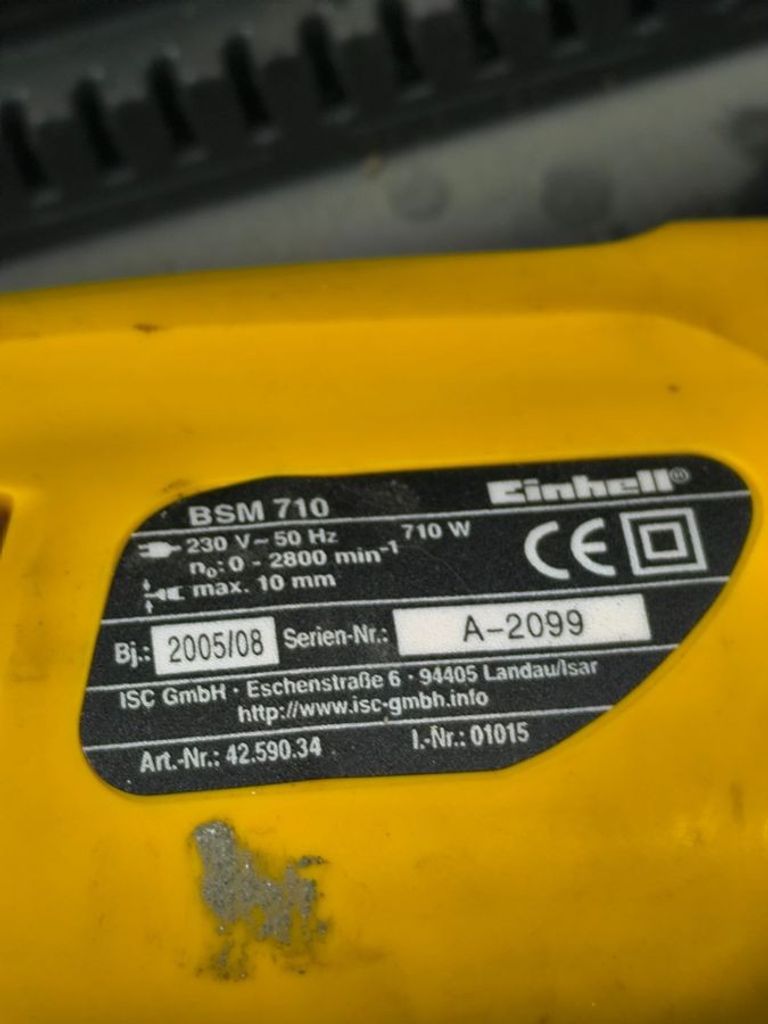 BSM 710 Einhell®
230 V ~ 50 Hz 710 W
n₀: 0 - 2800 min⁻¹
max. 10 mm
CE
Bj.: 2005/08 Serien-Nr.: A-2099
ISC GmbH · Eschenstraße 6 · 94405 Landau/Isar
http://www.isc-gmbh.info
Art.-Nr.: 42.590.34 I.-Nr.: 01015